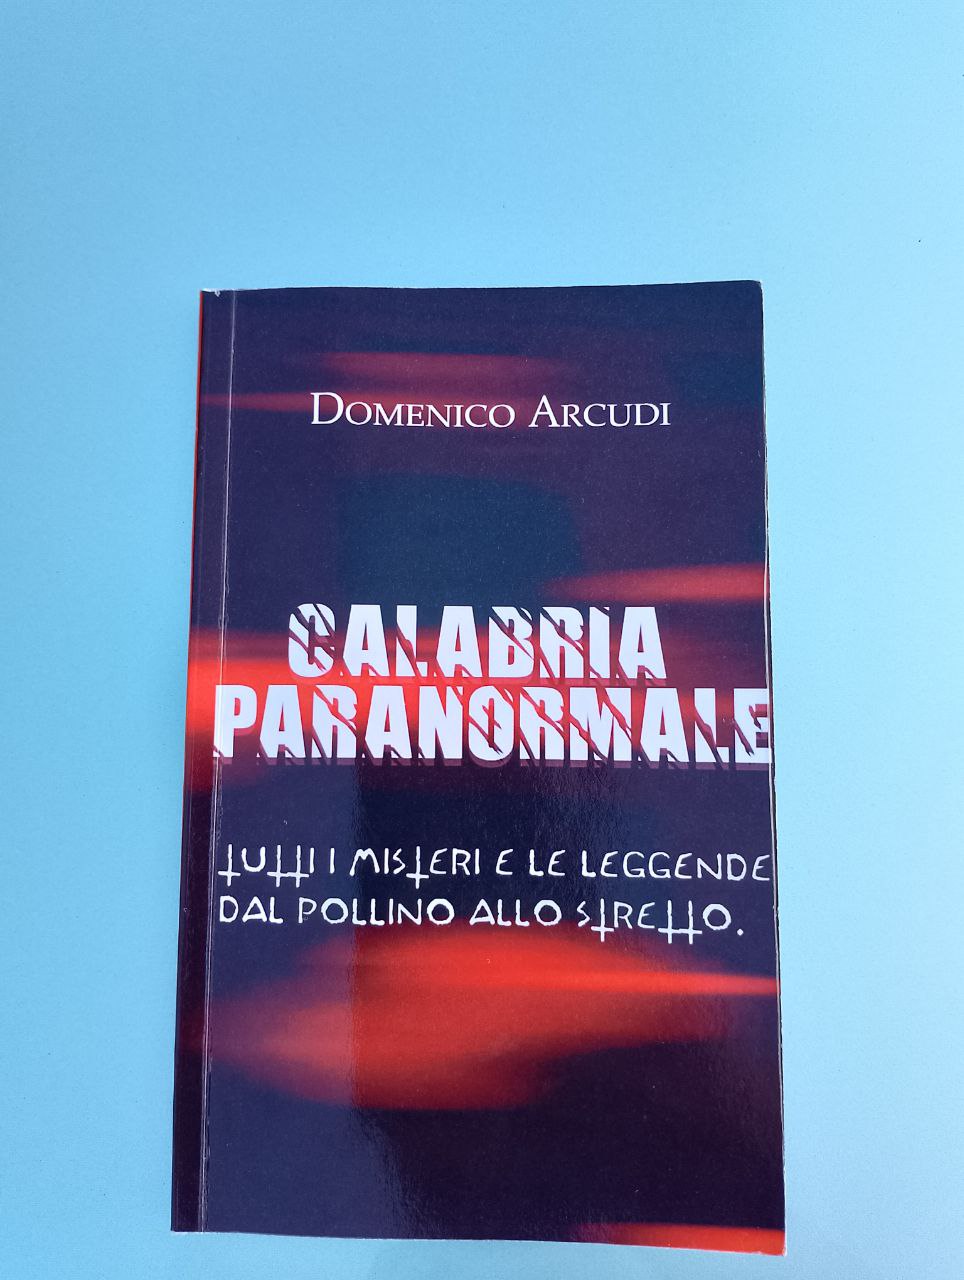 DOMENICO ARCUDI
CALABRIA
PARANORMALE
TUTTI I MISTERI E LE LEGGENDE
DAL POLLINO ALLO STRETTO.